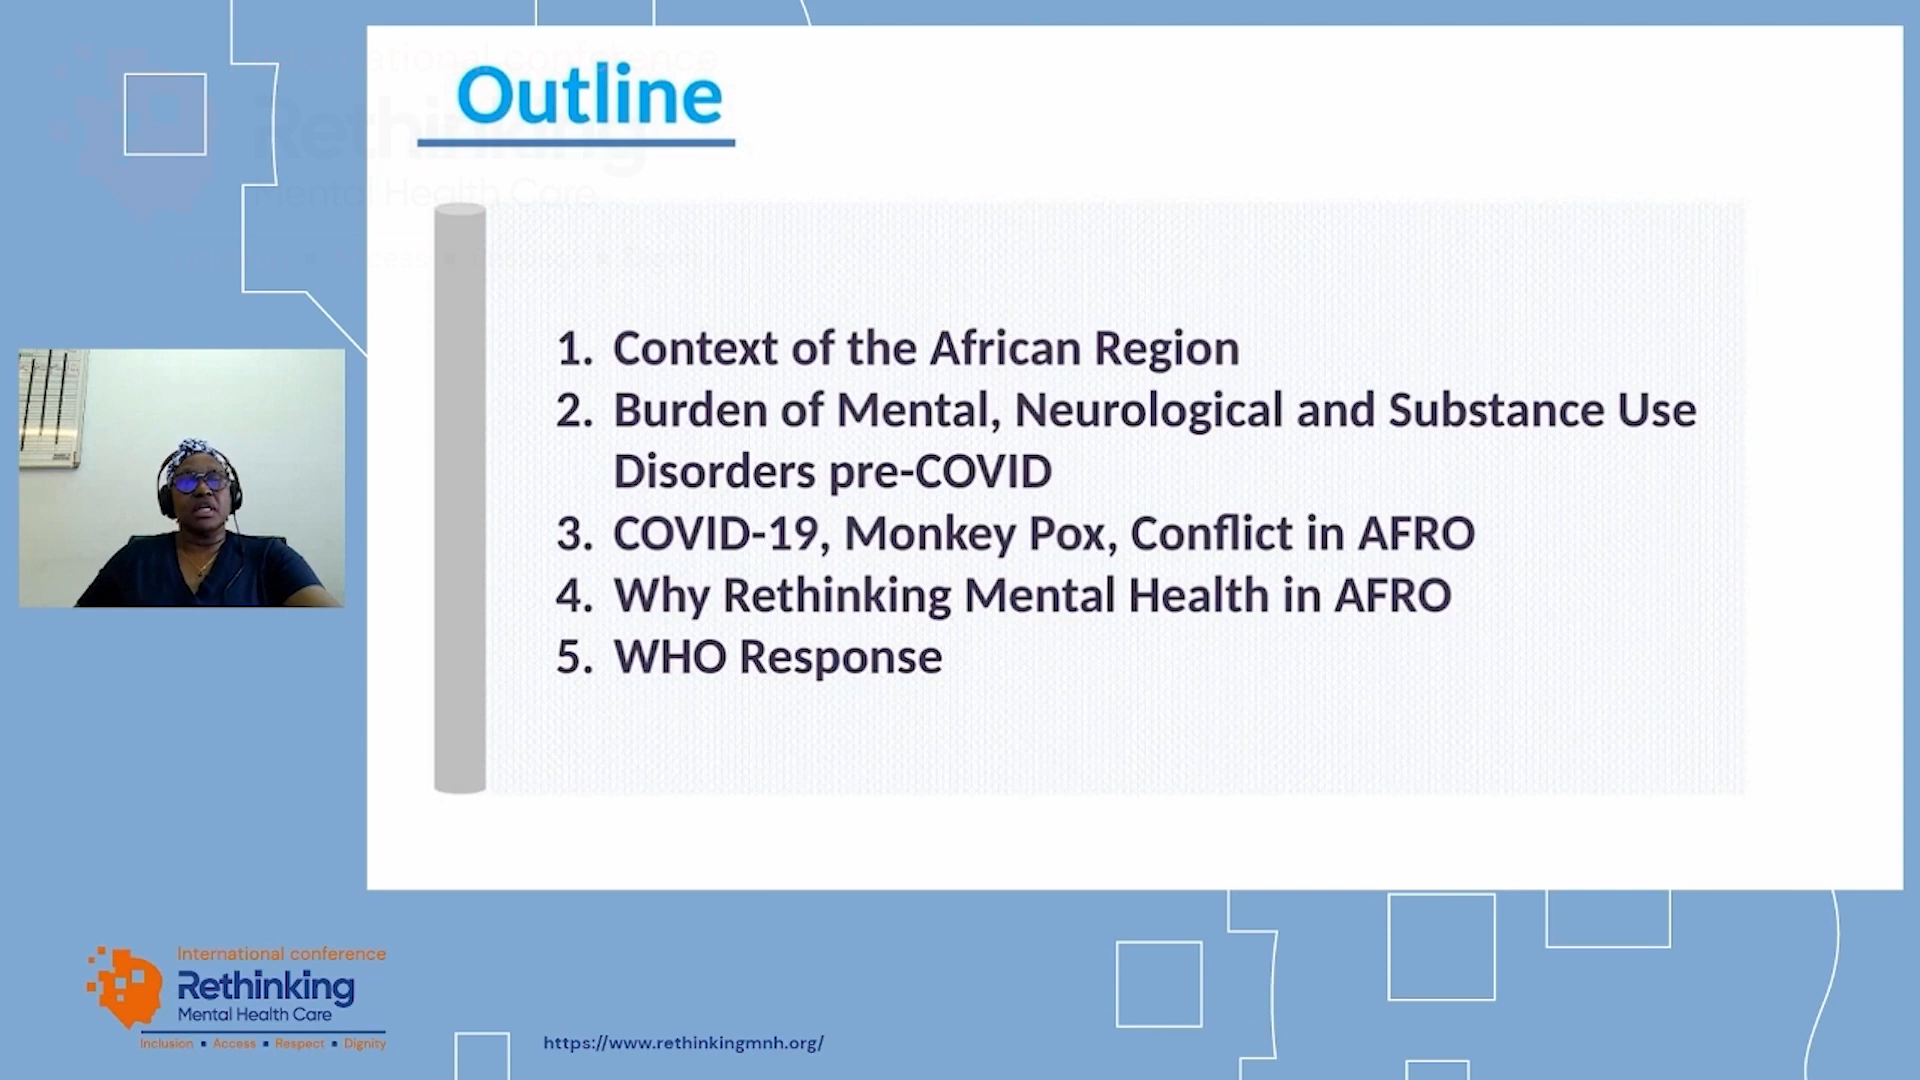 Outline
1. Context of the African Region
2. Burden of Mental, Neurological and Substance Use
Disorders pre-COVID
3. COVID-19, Monkey Pox, Conflict in AFRO
4. Why Rethinking Mental Health in AFRO
5. WHO Response
International conference
Rethinking
Mental Health Care
Inclusion ▪ Access ▪ Respect ▪ Dignity
https://www.rethinkingmnh.org/